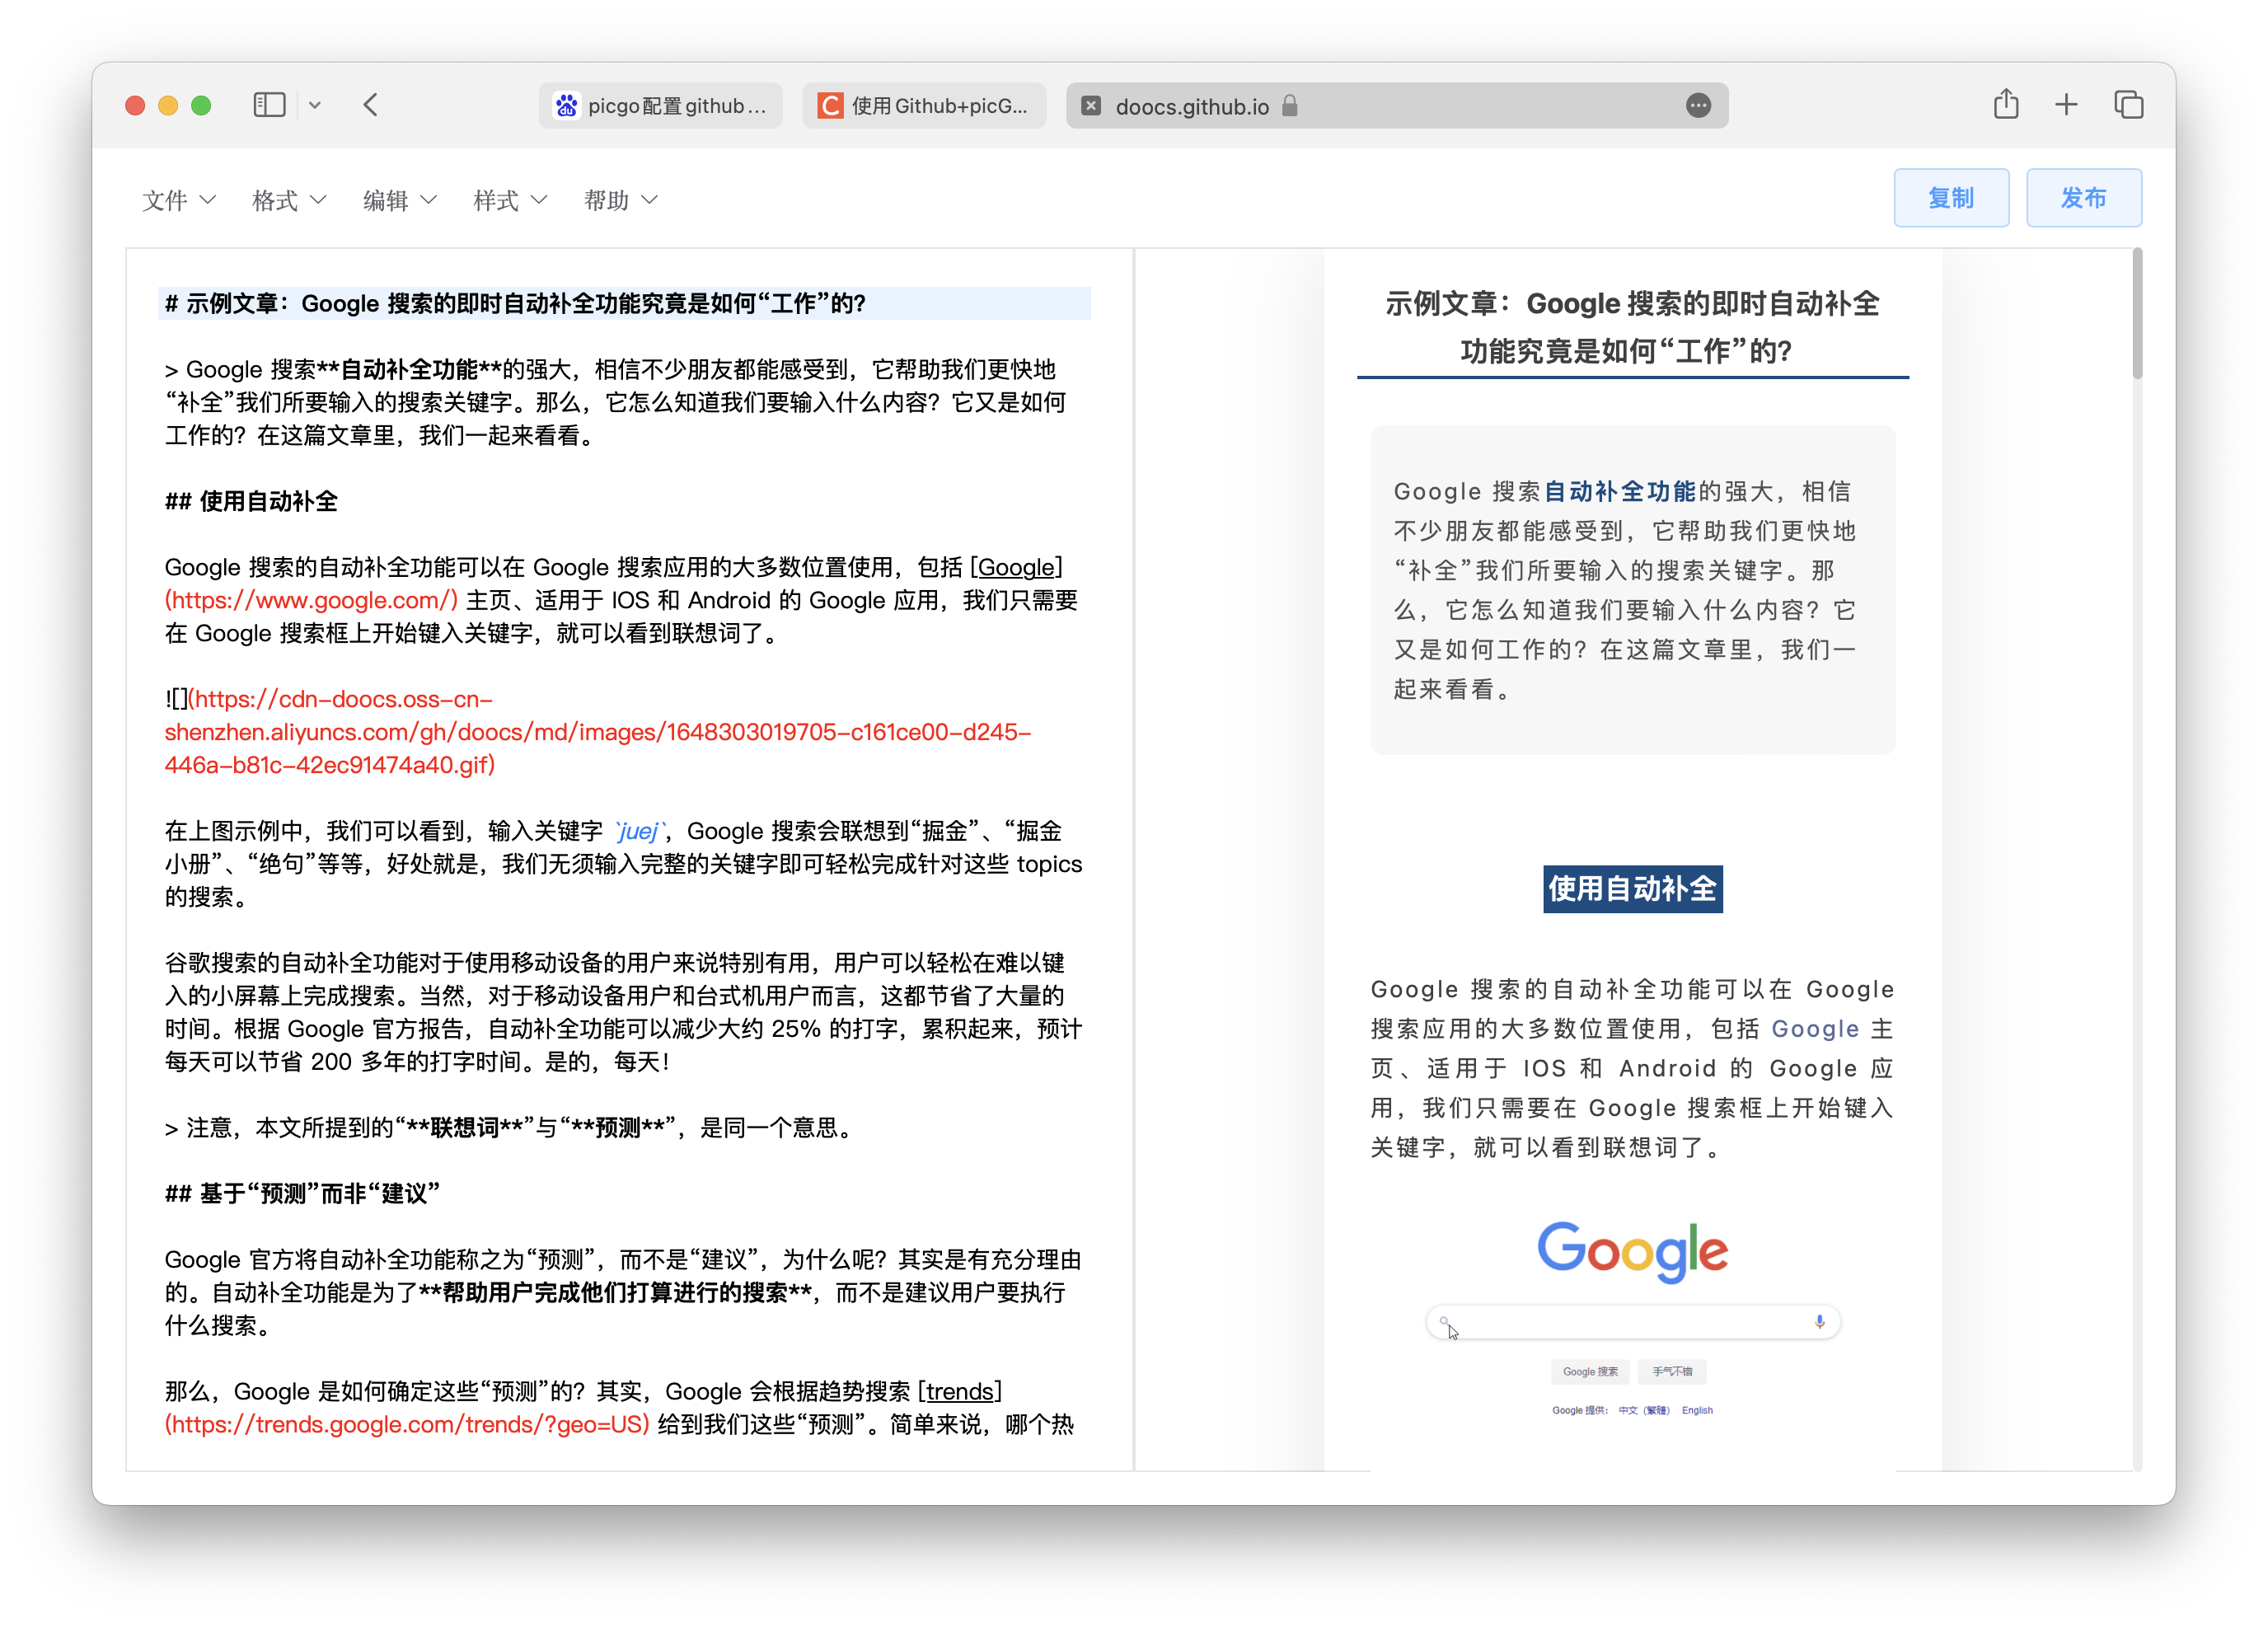 picgo配置github...
使用Github+picG...
doocs.github.io
文件 格式 编辑 样式 帮助
复制 发布
# 示例文章：Google 搜索的即时自动补全功能究竟是如何“工作”的？
> Google 搜索**自动补全功能**的强大，相信不少朋友都能感受到，它帮助我们更快地
“补全”我们所要输入的搜索关键字。那么，它怎么知道我们要输入什么内容？它又是如何
工作的？在这篇文章里，我们一起来看看。
## 使用自动补全
Google 搜索的自动补全功能可以在 Google 搜索应用的大多数位置使用，包括 [Google]
(https://www.google.com/) 主页、适用于 IOS 和 Android 的 Google 应用，我们只需要
在 Google 搜索框上开始键入关键字，就可以看到联想词了。
![](https://cdn-doocs.oss-cn-
shenzhen.aliyuncs.com/gh/doocs/md/images/1648303019705-c161ce00-d245-
446a-b81c-42ec91474a40.gif)
在上图示例中，我们可以看到，输入关键字 `juej`，Google 搜索会联想到“掘金”、“掘金
小册”、“绝句”等等，好处就是，我们无须输入完整的关键字即可轻松完成针对这些 topics
的搜索。
谷歌搜索的自动补全功能对于使用移动设备的用户来说特别有用，用户可以轻松在难以键
入的小屏幕上完成搜索。当然，对于移动设备用户和台式机用户而言，这都节省了大量的
时间。根据 Google 官方报告，自动补全功能可以减少大约 25% 的打字，累积起来，预计
每天可以节省 200 多年的打字时间。是的，每天！
> 注意，本文所提到的“**联想词**”与“**预测**”，是同一个意思。
## 基于“预测”而非“建议”
Google 官方将自动补全功能称之为“预测”，而不是“建议”，为什么呢？其实是有充分理由
的。自动补全功能是为了**帮助用户完成他们打算进行的搜索**，而不是建议用户要执行
什么搜索。
那么，Google 是如何确定这些“预测”的？其实，Google 会根据趋势搜索 [trends]
(https://trends.google.com/trends/?geo=US) 给到我们这些“预测”。简单来说，哪个热
示例文章：Google 搜索的即时自动补全
功能究竟是如何“工作”的？
Google 搜索自动补全功能的强大，相信
不少朋友都能感受到，它帮助我们更快地
“补全”我们所要输入的搜索关键字。那
么，它怎么知道我们要输入什么内容？它
又是如何工作的？在这篇文章里，我们一
起来看看。
使用自动补全
Google 搜索的自动补全功能可以在 Google
搜索应用的大多数位置使用，包括 Google 主
页、适用于 IOS 和 Android 的 Google 应
用，我们只需要在 Google 搜索框上开始键入
关键字，就可以看到联想词了。
Google
Google 搜索 手气不错
Google 提供： 中文（繁體） English